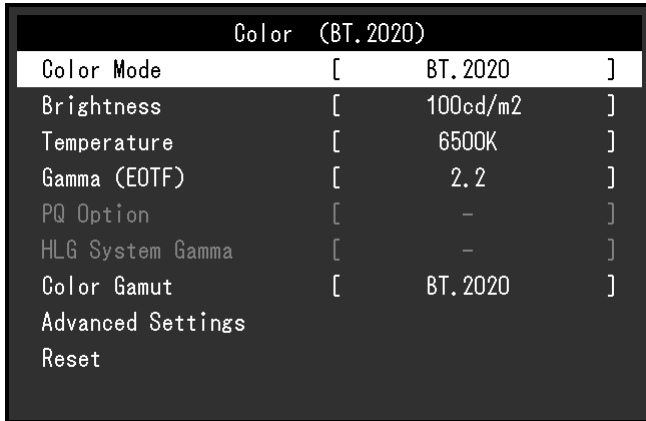 Color (BT.2020)
Color Mode [ BT.2020 ]
Brightness [ 100cd/m2 ]
Temperature [ 6500K ]
Gamma (EOTF) [ 2.2 ]
PQ Option [ - ]
HLG System Gamma [ - ]
Color Gamut [ BT.2020 ]
Advanced Settings
Reset